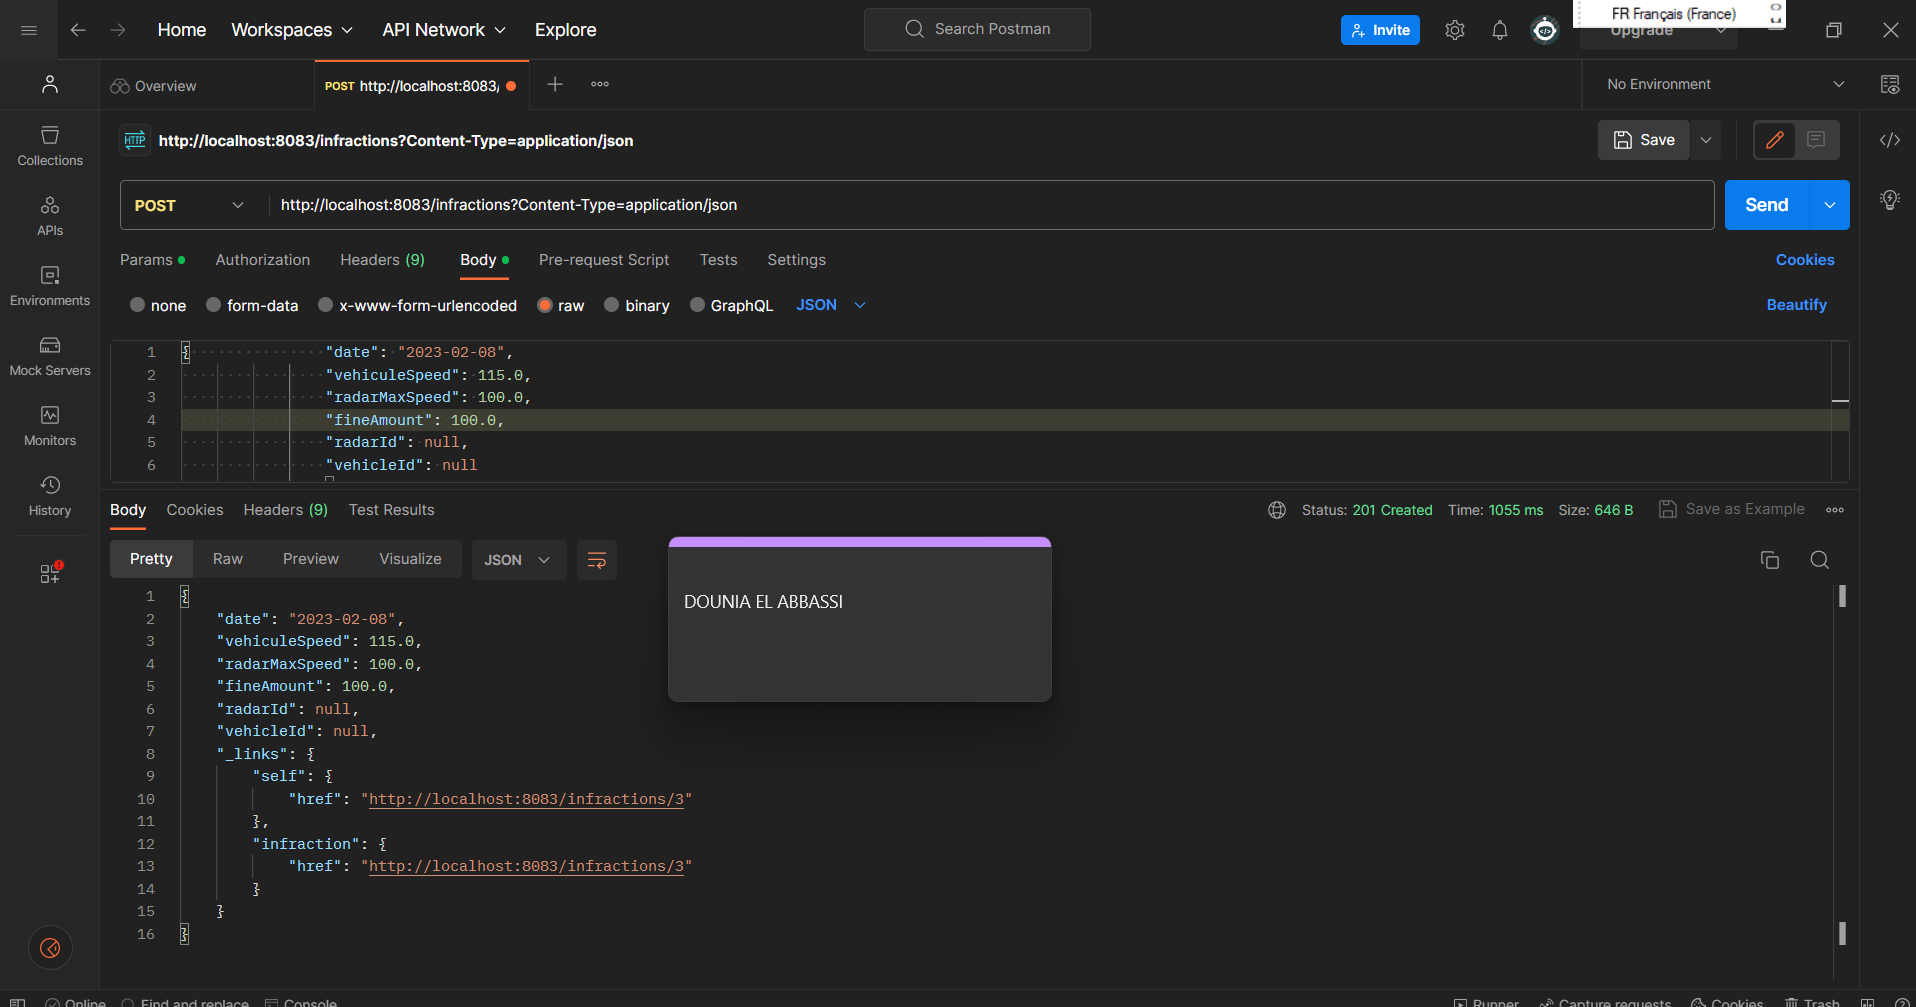 Home Workspaces API Network Explore
Search Postman
Invite
FR Français (France)
Upgrade
Overview
POST http://localhost:8083/
No Environment
HTTP http://localhost:8083/infractions?Content-Type=application/json
Save
POST http://localhost:8083/infractions?Content-Type=application/json
Send
Params Authorization Headers (9) Body Pre-request Script Tests Settings
Cookies
none form-data x-www-form-urlencoded raw binary GraphQL JSON
Beautify
Collections
APIs
Environments
Mock Servers
Monitors
History
1 {              "date": "2023-02-08",
2                "vehiculeSpeed": 115.0,
3                "radarMaxSpeed": 100.0,
4                "fineAmount": 100.0,
5                "radarId": null,
6                "vehicleId": null
Body Cookies Headers (9) Test Results
Status: 201 Created Time: 1055 ms Size: 646 B
Save as Example
Pretty Raw Preview Visualize JSON
DOUNIA EL ABBASSI
1 {
2     "date": "2023-02-08",
3     "vehiculeSpeed": 115.0,
4     "radarMaxSpeed": 100.0,
5     "fineAmount": 100.0,
6     "radarId": null,
7     "vehicleId": null,
8     "_links": {
9         "self": {
10             "href": "http://localhost:8083/infractions/3"
11         },
12         "infraction": {
13             "href": "http://localhost:8083/infractions/3"
14         }
15     }
16 }
Online Find and replace Console
Runner Capture requests Cookies Trash